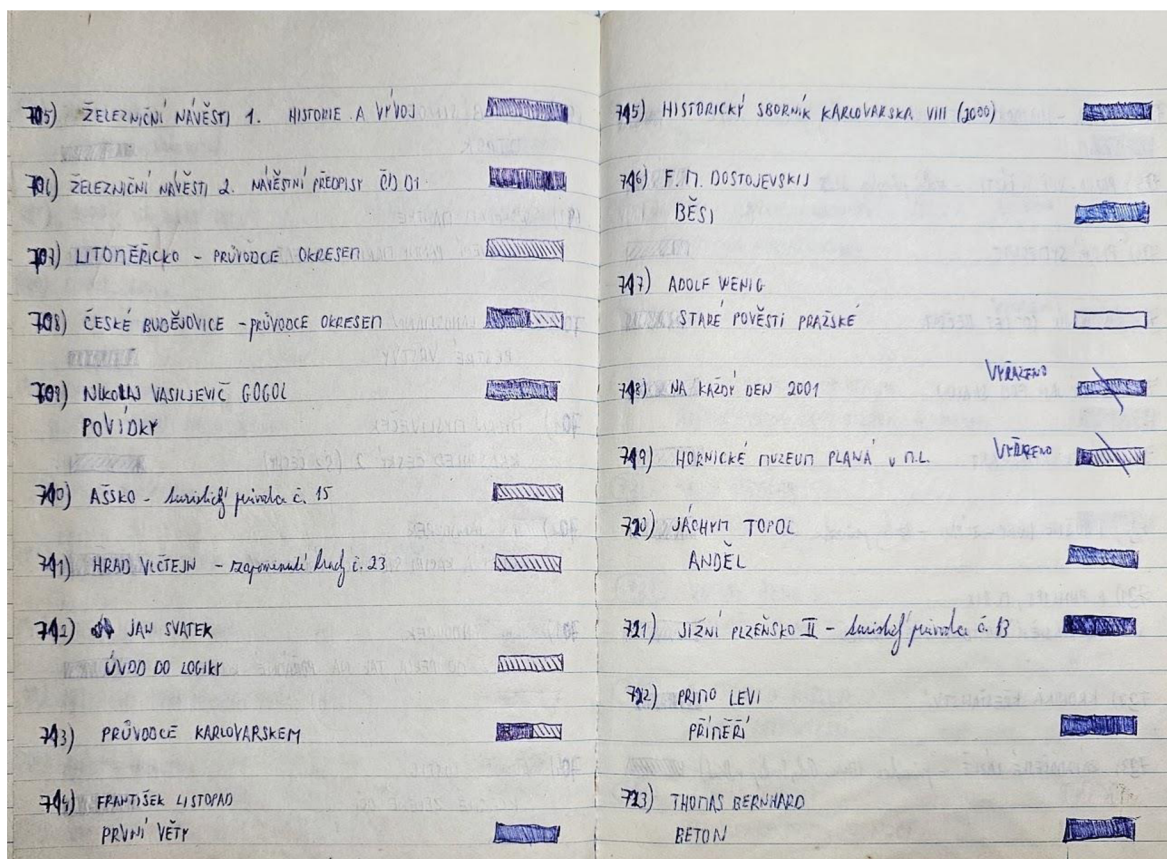 705) ŽELEZNIČNÍ NÁVĚSTI 1. HISTORIE A VÝVOJ
706) ŽELEZNIČNÍ NÁVĚSTI 2. NÁVĚSTNÍ PŘEDPISY ČD D1
707) LITOMĚŘICKO - PRŮVODCE OKRESEM
708) ČESKÉ BUDĚJOVICE - PRŮVODCE OKRESEM
709) NIKOLAJ VASILJEVIČ GOGOL
POVÍDKY
710) AŠSKO - turistický průvodce č. 15
711) HRAD VLČTEJN - zapomenuté hrady č. 23
712) JAN SVATEK
ÚVOD DO LOGIKY
713) PRŮVODCE KARLOVARSKEM
714) FRANTIŠEK LISTOPAD
PRVNÍ VĚTY
715) HISTORICKÝ SBORNÍK KARLOVARSKA VIII (2000)
716) F. M. DOSTOJEVSKIJ
BĚSI
717) ADOLF WENIG
STARÉ POVĚSTI PRAŽSKÉ
VYŘAZENO
718) NA KAŽDÝ DEN 2001
719) HORNICKÉ MUZEUM PLANÁ u M.L. VYŘAZENO
720) JÁCHYM TOPOL
ANDĚL
721) JIŽNÍ PLZEŇSKO II - turistický průvodce č. 13
722) PRIMO LEVI
PŘÍMĚŘÍ
723) THOMAS BERNHARD
BETON